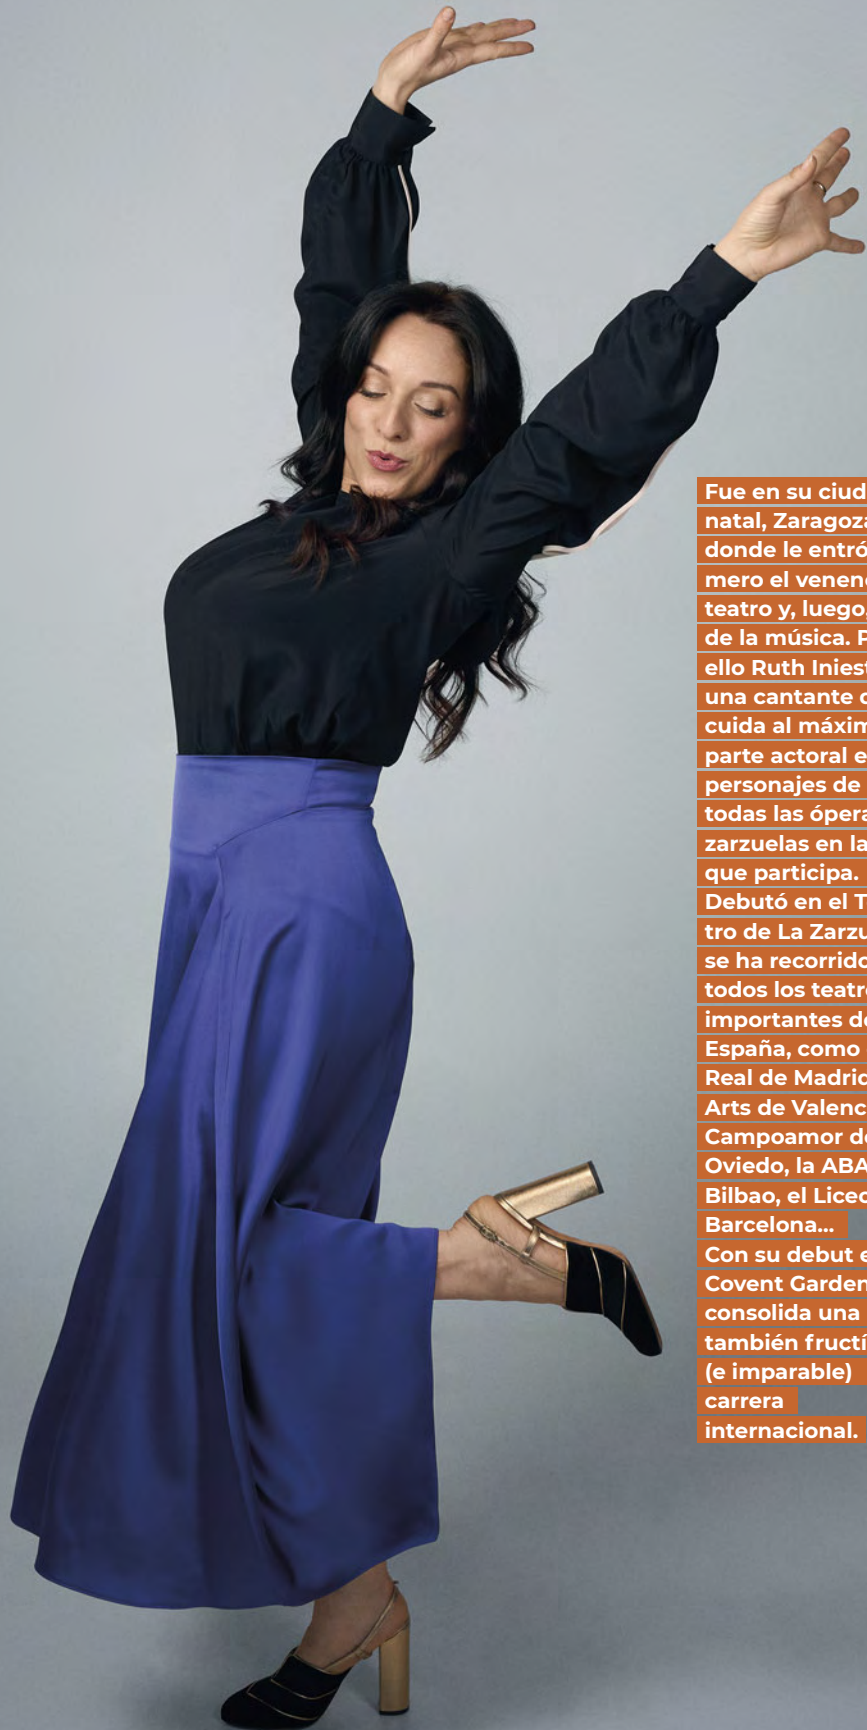 Fue en su ciud
natal, Zaragoza
donde le entró
mero el veneno
teatro y, luego,
de la música. P
ello Ruth Iniest
una cantante
cuida al máxim
parte actoral e
personajes de
todas las ópera
zarzuelas en la
que participa.
Debutó en el T
tro de La Zarzu
se ha recorrido
todos los teatro
importantes de
España, como
Real de Madrid
Arts de Valenc
Campoamor de
Oviedo, la ABA
Bilbao, el Liceo
Barcelona...
Con su debut e
Covent Garden
consolida una
también fructí
(e imparable)
carrera
internacional.